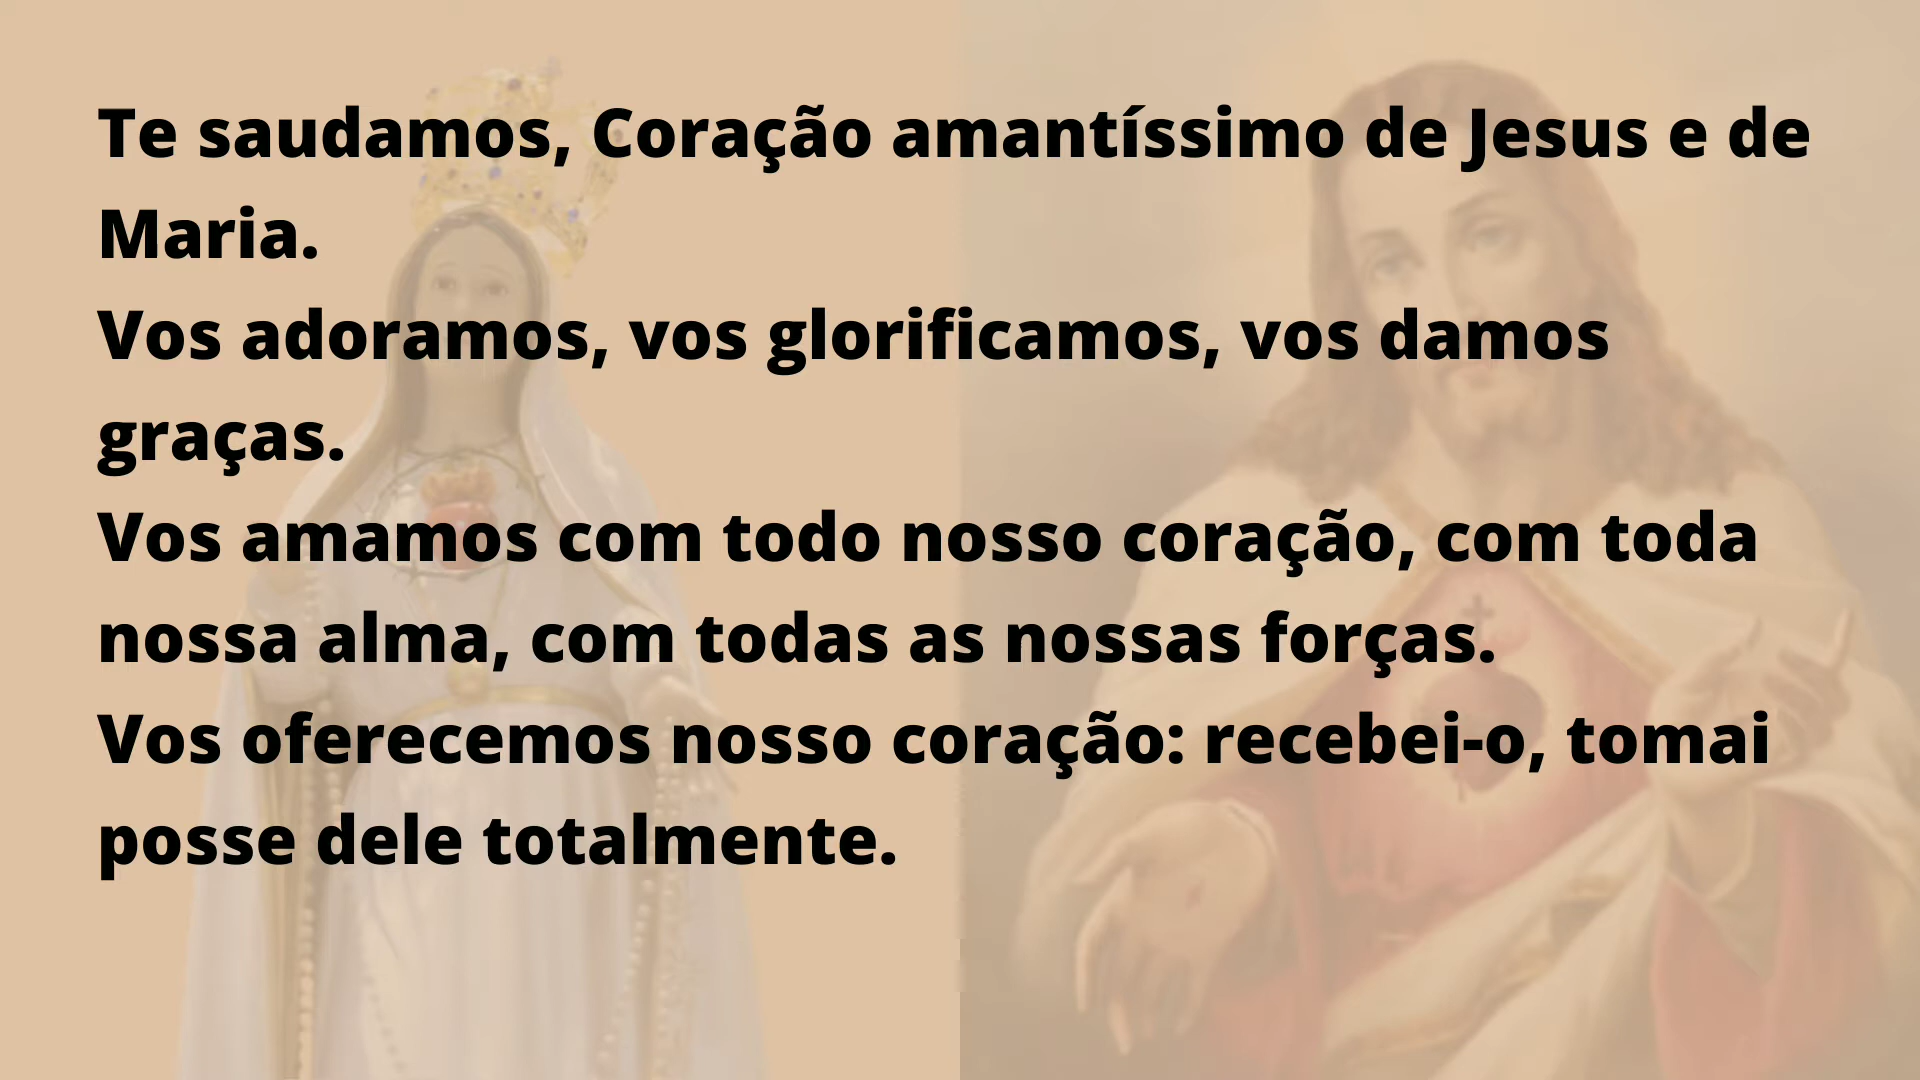 Te saudamos, Coração amantíssimo de Jesus e de
Maria.
Vos adoramos, vos glorificamos, vos damos
graças.
Vos amamos com todo nosso coração, com toda
nossa alma, com todas as nossas forças.
Vos oferecemos nosso coração: recebei-o, tomai
posse dele totalmente.